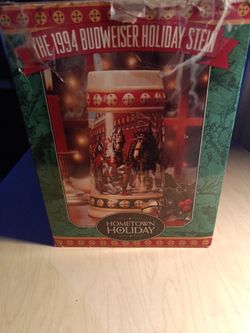 THE 1994 BUDWEISER HOLIDAY STEIN
HOMETOWN
HOLIDAY